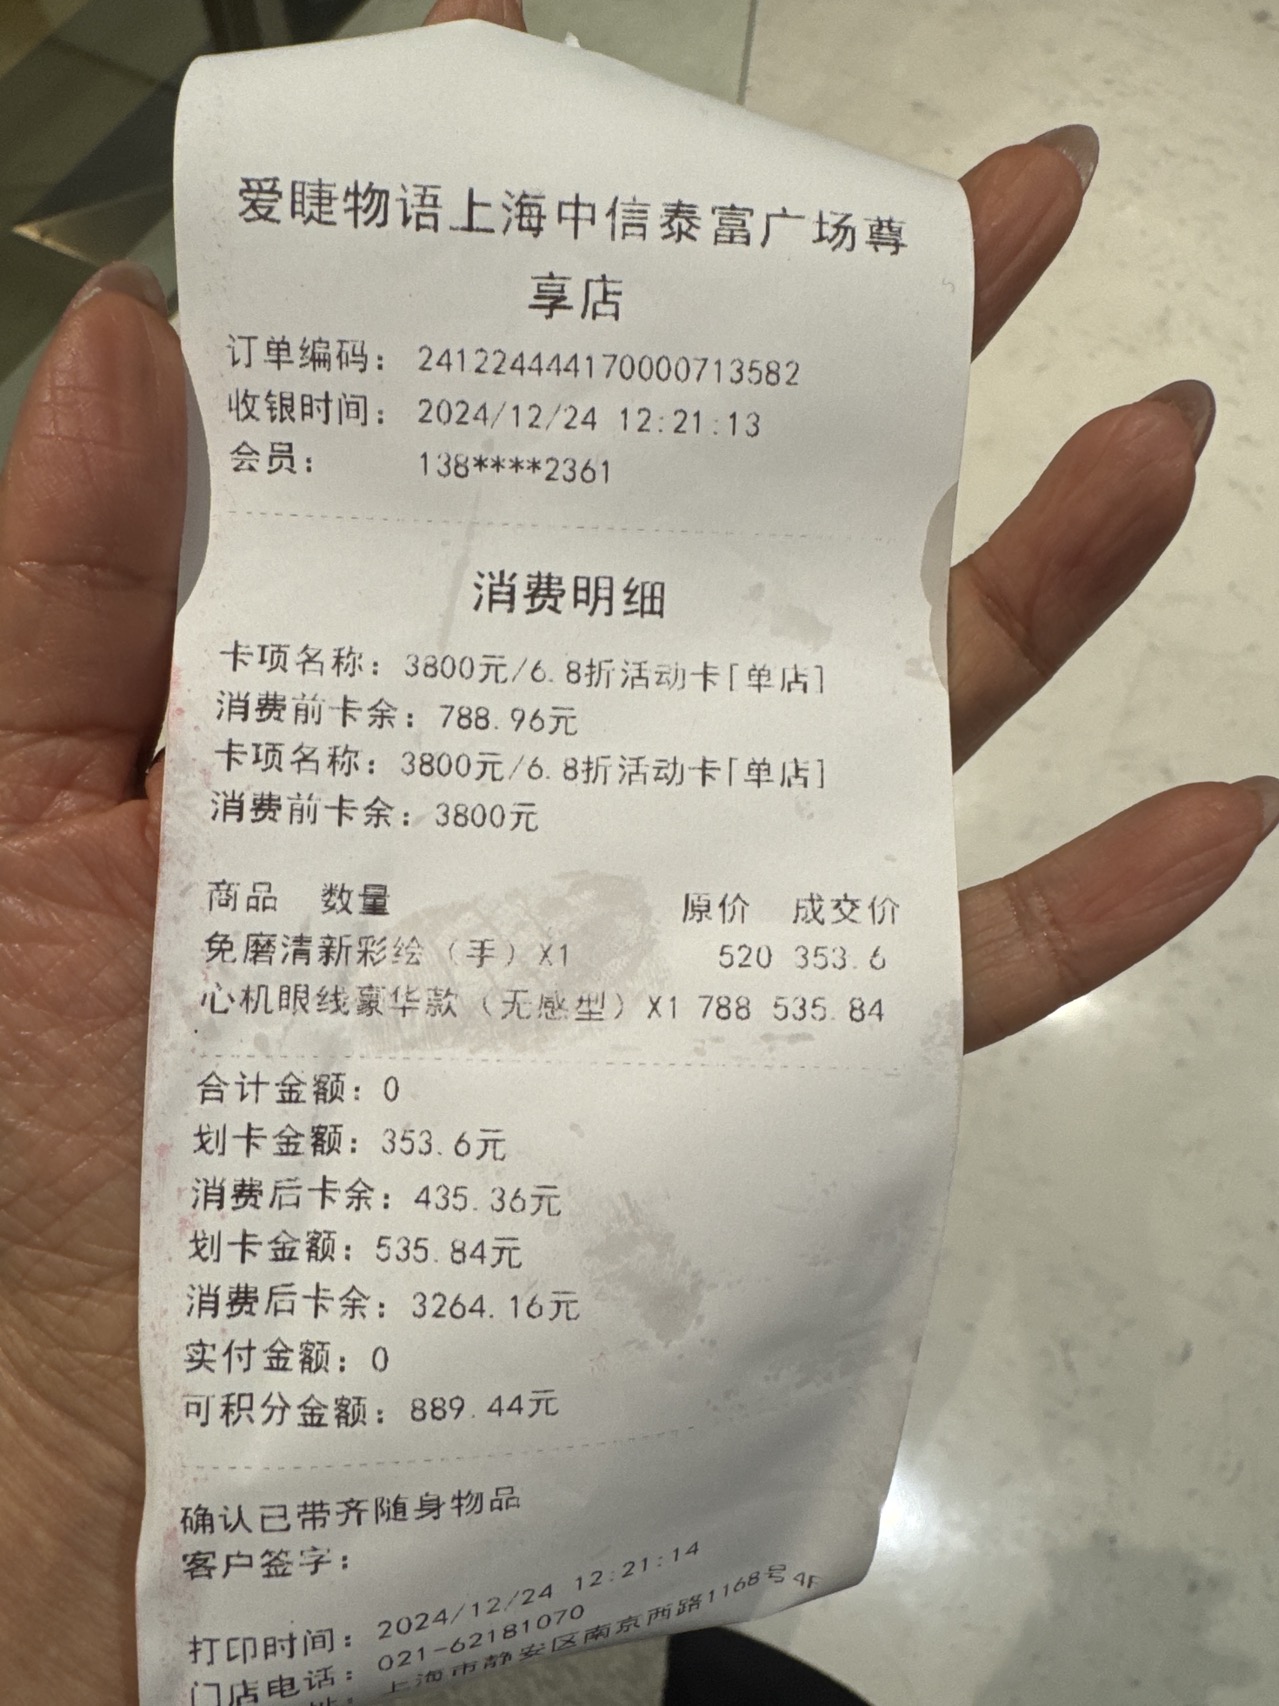 爱睫物语上海中信泰富广场尊
享店
订单编码： 241224444170000713582
收银时间： 2024/12/24 12:21:13
会员： 138****2361
消费明细
卡项名称：3800元/6.8折活动卡[单店]
消费前卡余：788.96元
卡项名称：3800元/6.8折活动卡[单店]
消费前卡余：3800元
商品 数量 原价 成交价
免磨清新彩绘（手）X1 520 353.6
心机眼线豪华款（无感型）X1 788 535.84
合计金额：0
划卡金额：353.6元
消费后卡余：435.36元
划卡金额：535.84元
消费后卡余：3264.16元
实付金额：0
可积分金额：889.44元
确认已带齐随身物品
客户签字：
打印时间： 2024/12/24 12:21:14
门店电话： 021-62181070
上海市静安区南京西路1168号4F